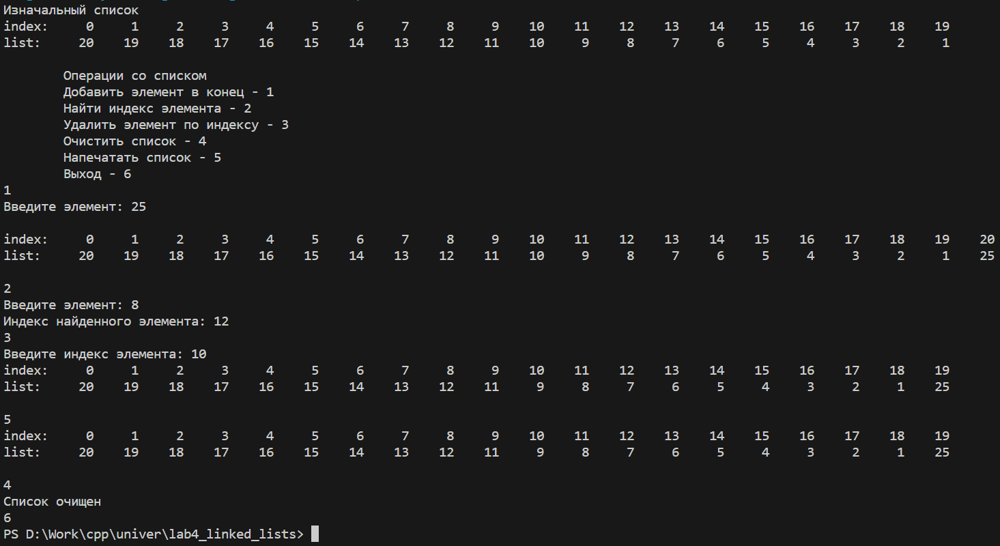 Изначальный список
index: 0 1 2 3 4 5 6 7 8 9 10 11 12 13 14 15 16 17 18 19
list: 20 19 18 17 16 15 14 13 12 11 10 9 8 7 6 5 4 3 2 1
Операции со списком
Добавить элемент в конец - 1
Найти индекс элемента - 2
Удалить элемент по индексу - 3
Очистить список - 4
Напечатать список - 5
Выход - 6
1
Введите элемент: 25
index: 0 1 2 3 4 5 6 7 8 9 10 11 12 13 14 15 16 17 18 19 20
list: 20 19 18 17 16 15 14 13 12 11 10 9 8 7 6 5 4 3 2 1 25
2
Введите элемент: 8
Индекс найденного элемента: 12
3
Введите индекс элемента: 10
index: 0 1 2 3 4 5 6 7 8 9 10 11 12 13 14 15 16 17 18 19
list: 20 19 18 17 16 15 14 13 12 11 9 8 7 6 5 4 3 2 1 25
5
index: 0 1 2 3 4 5 6 7 8 9 10 11 12 13 14 15 16 17 18 19
list: 20 19 18 17 16 15 14 13 12 11 9 8 7 6 5 4 3 2 1 25
4
Список очищен
6
PS D:\Work\cpp\univer\lab4_linked_lists>